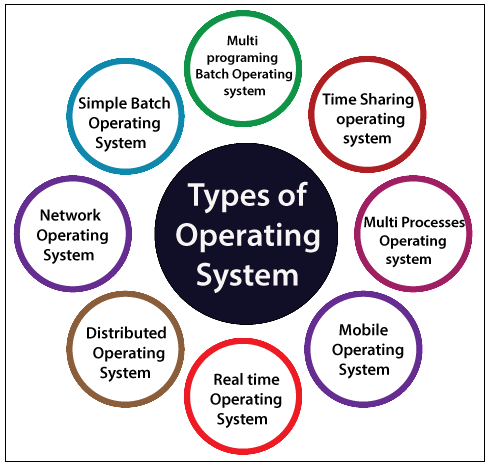 Types of
Operating
System
Multi
programing
Batch Operating
system
Time Sharing
operating
system
Multi Processes
Operating
system
Mobile
Operating
System
Real time
Operating
System
Distributed
Operating
System
Network
Operating
System
Simple Batch
Operating
System